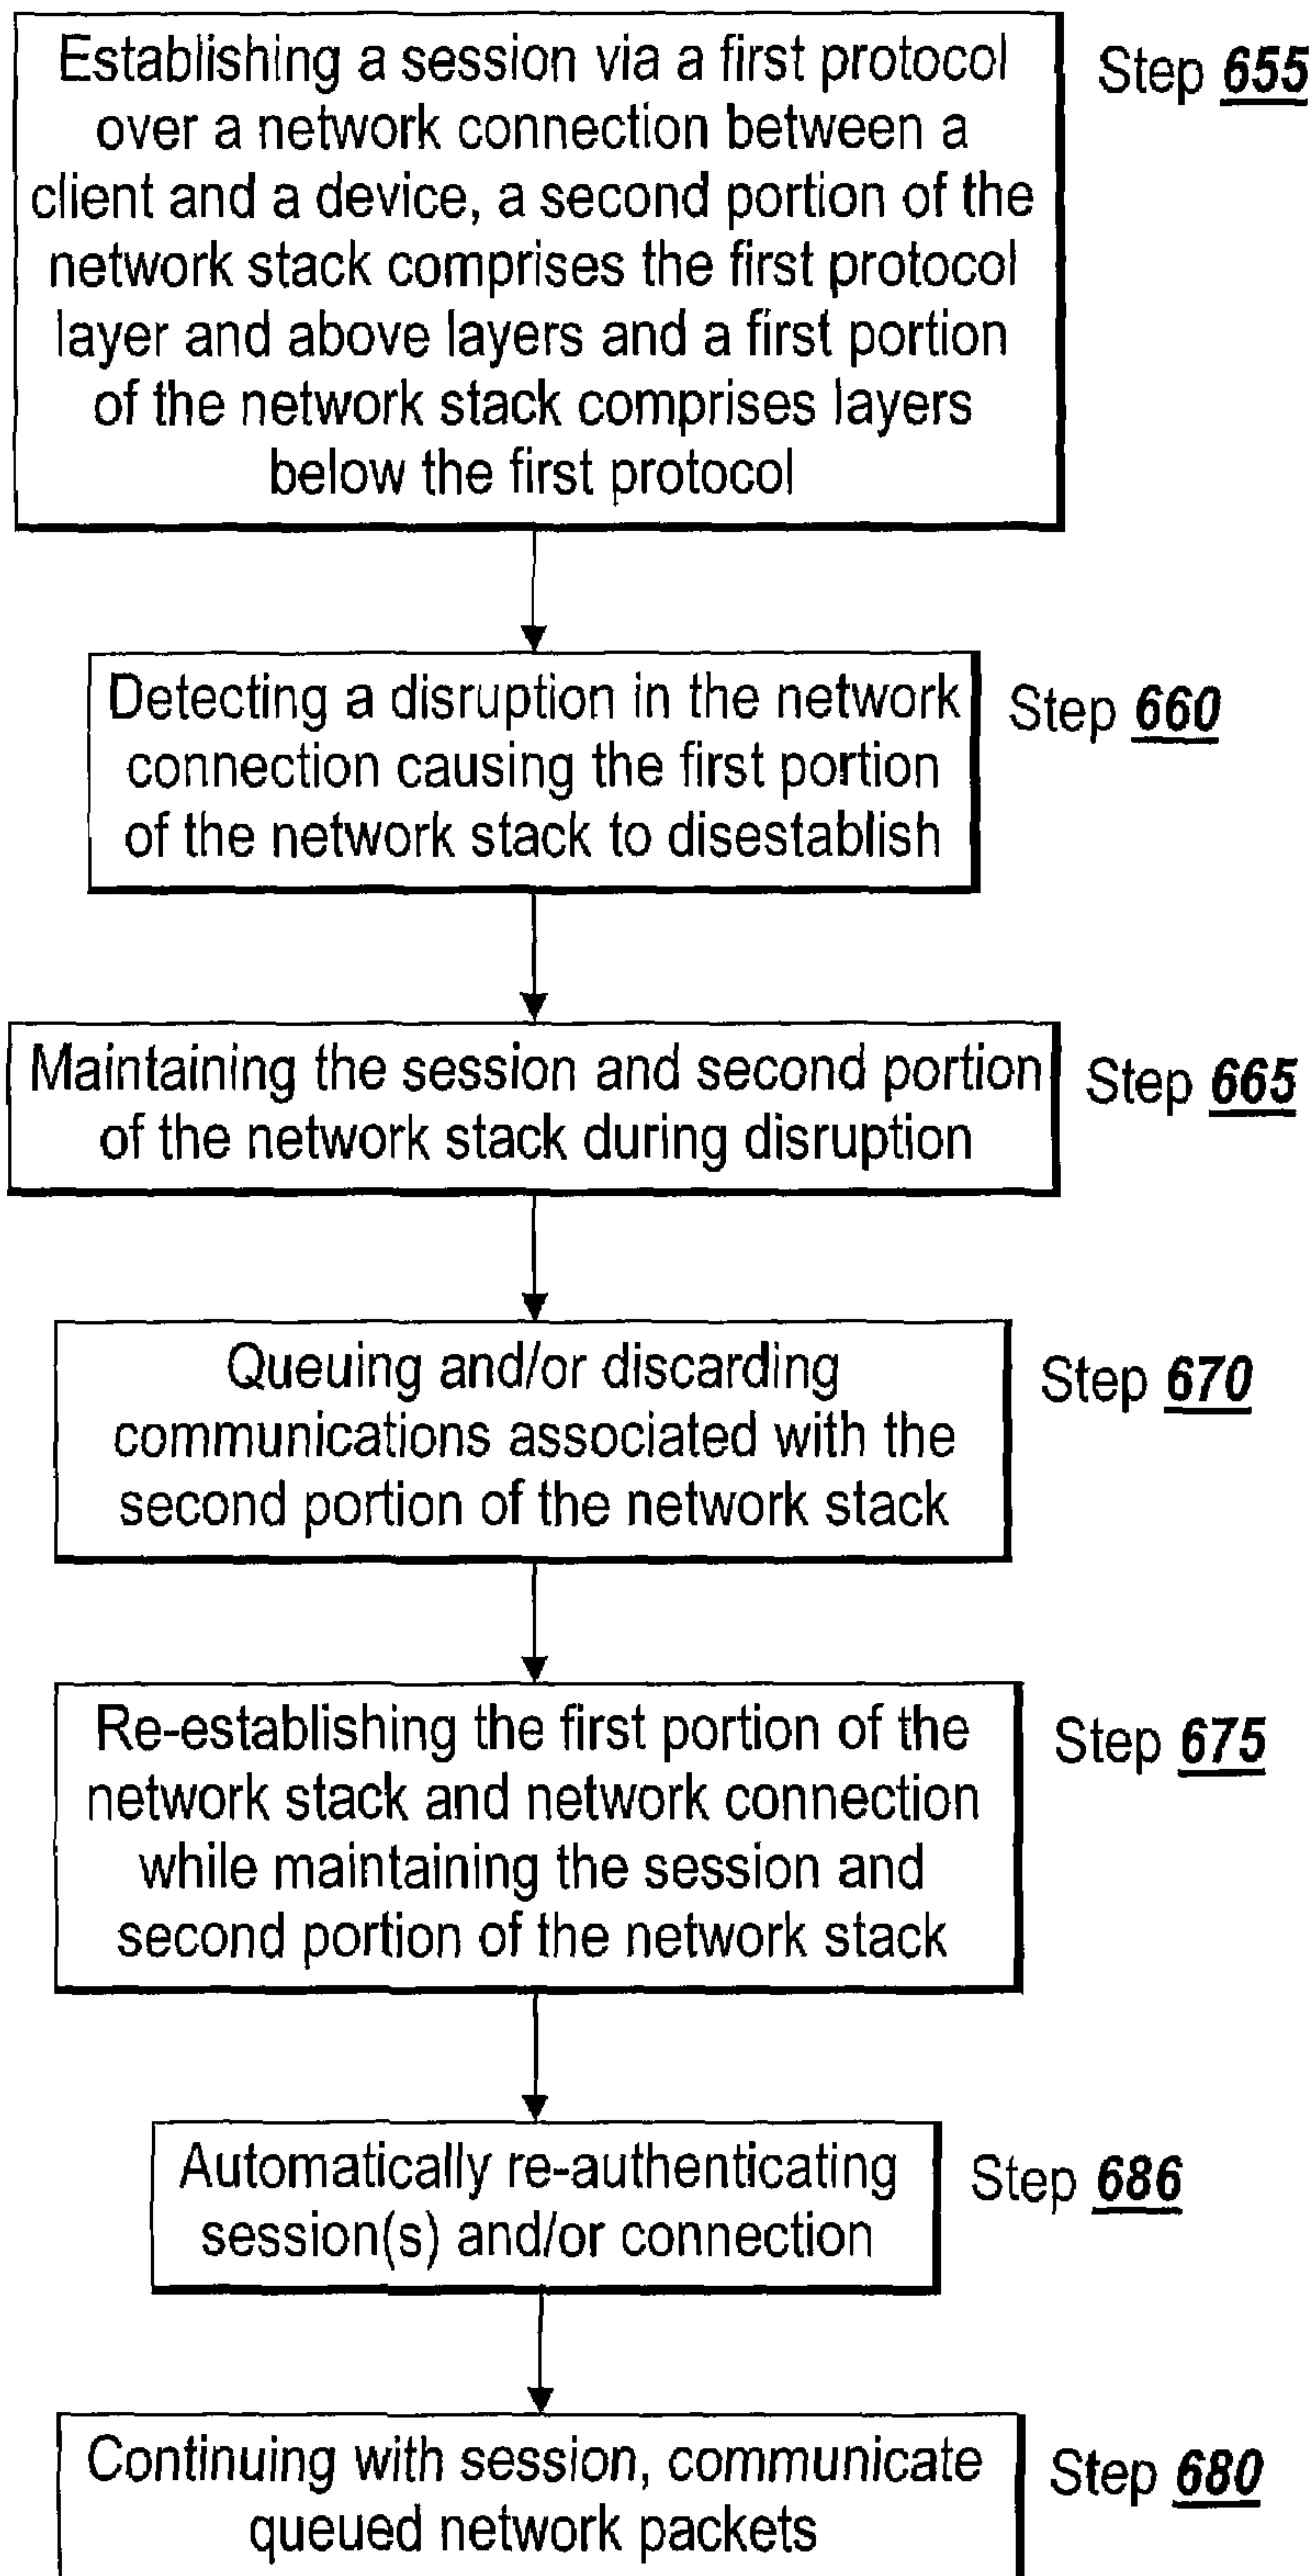 Establishing a session via a first protocol
over a network connection between a
client and a device, a second portion of the
network stack comprises the first protocol
layer and above layers and a first portion
of the network stack comprises layers
below the first protocol
Step 655
Detecting a disruption in the network
connection causing the first portion
of the network stack to disestablish
Step 660
Maintaining the session and second portion
of the network stack during disruption
Step 665
Queuing and/or discarding
communications associated with the
second portion of the network stack
Step 670
Re-establishing the first portion of the
network stack and network connection
while maintaining the session and
second portion of the network stack
Step 675
Automatically re-authenticating
session(s) and/or connection
Step 686
Continuing with session, communicate
queued network packets
Step 680